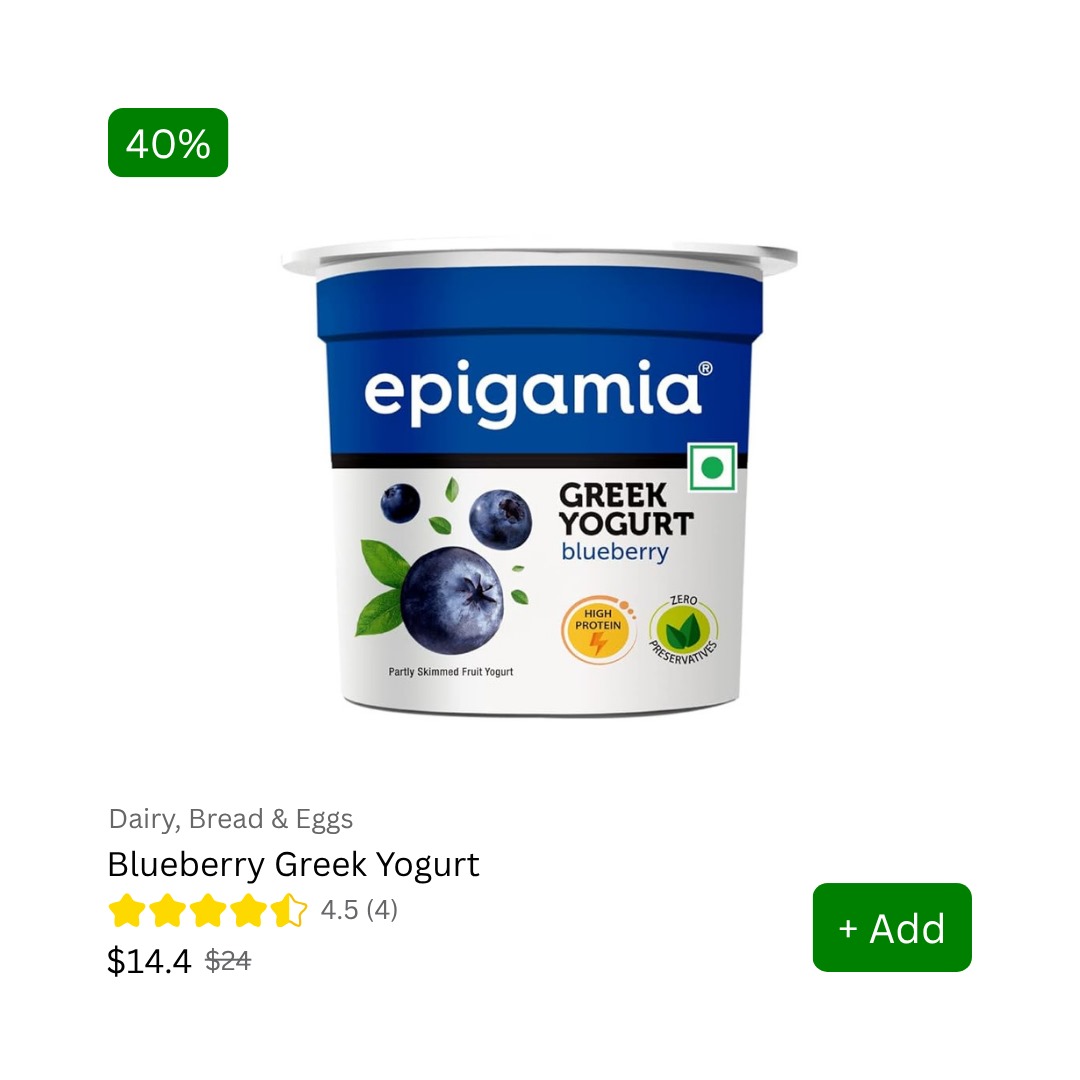 40%
epigamia®
GREEK
YOGURT
blueberry
HIGH
PROTEIN
ZERO
PRESERVATIVES
Partly Skimmed Fruit Yogurt
Dairy, Bread & Eggs
Blueberry Greek Yogurt
4.5 (4)
$14.4 $24
+ Add